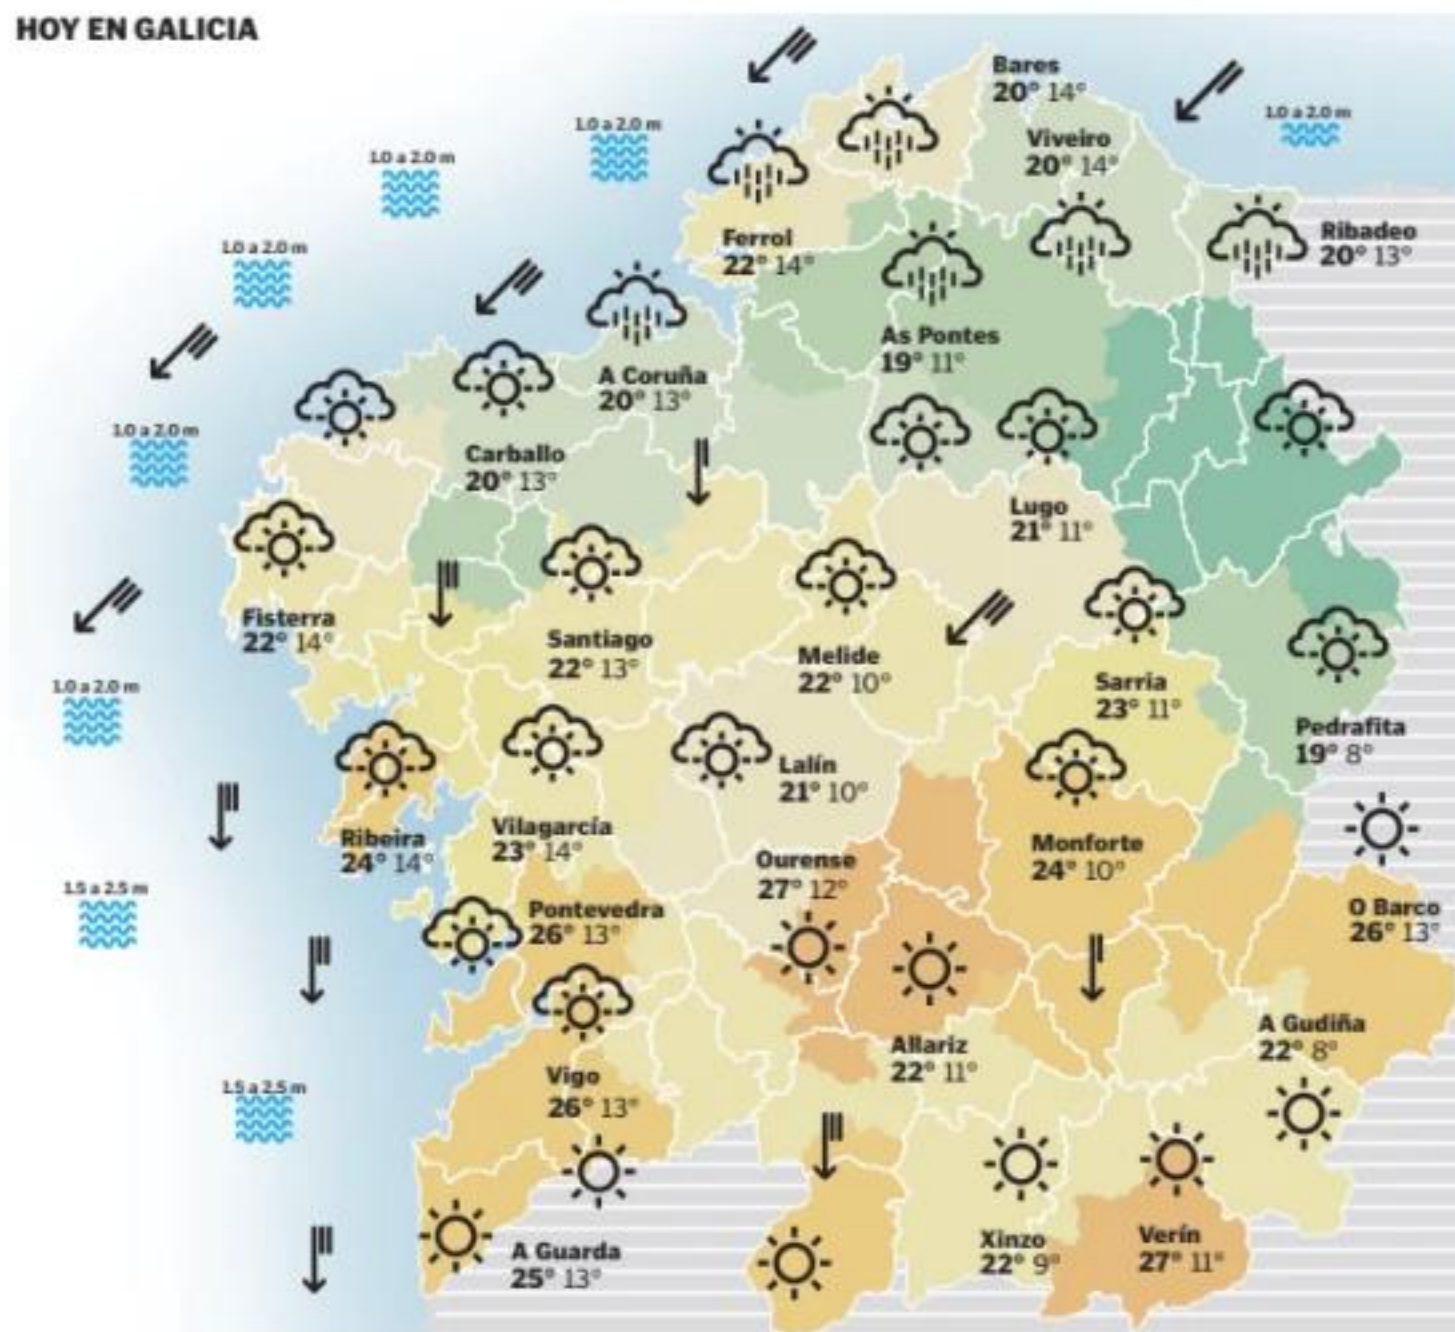 HOY EN GALICIA
Bares
20° 14°
1.0 a 2.0 m
1.0 a 2.0 m
Viveiro
20° 14°
1.0 a 2.0 m
Ferrol
22° 14°
Ribadeo
20° 13°
1.0 a 2.0 m
As Pontes
19° 11°
A Coruña
20° 13°
1.0 a 2.0 m
Carballo
20° 13°
Lugo
21° 11°
Fisterra
22° 14°
Santiago
22° 13°
Melide
22° 10°
Sarria
23° 11°
1.0 a 2.0 m
Pedrafita
19° 8°
Lalín
21° 10°
Ribeira
24° 14°
Vilagarcía
23° 14°
Monforte
24° 10°
Ourense
27° 12°
1.5 a 2.5 m
Pontevedra
26° 13°
O Barco
26° 13°
A Gudiña
22° 8°
Allariz
22° 11°
Vigo
26° 13°
1.5 a 2.5 m
A Guarda
25° 13°
Xinzo
22° 9°
Verín
27° 11°